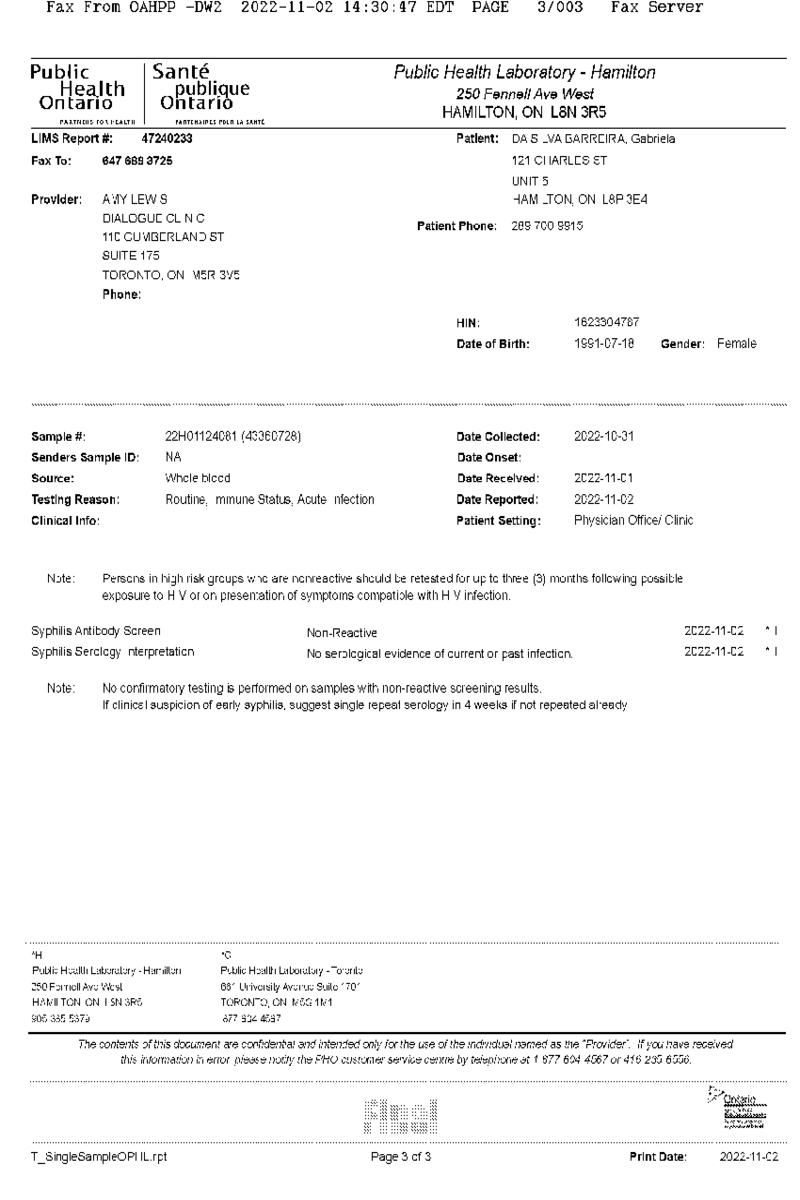 Fax From OAHPP -DW2 2022-11-02 14:30:47 EDT PAGE 3/003 Fax Server
Public Health Ontario
PARTNERS FOR HEALTH
Santé publique Ontario
PARTENAIRES POUR LA SANTÉ
Public Health Laboratory - Hamilton
250 Fennell Ave West
HAMILTON, ON L8N 3R5
LIMS Report #: 47240233
Fax To: 647 689 3725
Provider: AMY LEWIS
DIALOGUE CLINIC
110 CUMBERLAND ST
SUITE 175
TORONTO, ON M5R 3V5
Phone:
Patient: DA SILVA BARREIRA, Gabriela
121 CHARLES ST
UNIT 5
HAMILTON, ON L8P 3E4
Patient Phone: 289 700 9915
HIN: 1623304767
Date of Birth: 1991-07-18 Gender: Female
Sample #: 22H01124081 (43360728)
Senders Sample ID: NA
Source: Whole blood
Testing Reason: Routine, Immune Status, Acute Infection
Clinical Info:
Date Collected: 2022-10-31
Date Onset:
Date Received: 2022-11-01
Date Reported: 2022-11-02
Patient Setting: Physician Office/ Clinic
Note: Persons in high risk groups who are nonreactive should be retested for up to three (3) months following possible
exposure to HIV or on presentation of symptoms compatible with HIV infection.
Syphilis Antibody Screen Non-Reactive 2022-11-02
Syphilis Serology Interpretation No serological evidence of current or past infection. 2022-11-02
Note: No confirmatory testing is performed on samples with non-reactive screening results.
If clinical suspicion of early syphilis, suggest single repeat serology in 4 weeks if not repeated already
*H
Public Health Laboratory - Hamilton
250 Fennell Ave West
HAMILTON, ON L8N 3R5
905 385 5379
Public Health Laboratory - Toronto
661 University Avenue Suite 1701
TORONTO, ON M5G 1M1
877 604 4567
The contents of this document are confidential and intended only for the use of the individual named as the "Provider". If you have received
this information in error please notify the PHO customer service centre by telephone at 1 877 604 4567 or 416 235 6556.
Final
Ontario
T_SingleSampleOPHL.rpt Page 3 of 3 Print Date: 2022-11-02